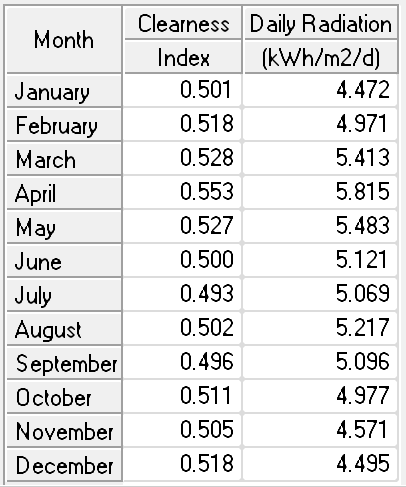 Month Clearness Index Daily Radiation (kWh/m2/d)
January 0.501 4.472
February 0.518 4.971
March 0.528 5.413
April 0.553 5.815
May 0.527 5.483
June 0.500 5.121
July 0.493 5.069
August 0.502 5.217
September 0.496 5.096
October 0.511 4.977
November 0.505 4.571
December 0.518 4.495